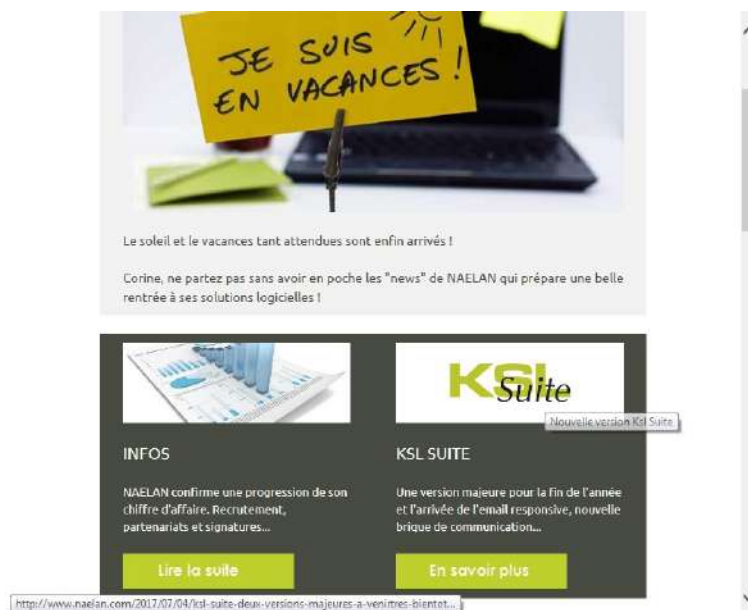 JE SUIS
EN VACANCES !
Le soleil et le vacances tant attendues sont enfin arrivés !
Corine, ne partez pas sans avoir en poche les "news" de NAELAN qui prépare une belle
rentrée à ses solutions logicielles !
KSL
Suite
Nouvelle version Ksl Suite
INFOS
NAELAN confirme une progression de son
chiffre d'affaire. Recrutement,
partenariats et signatures...
Lire la suite
KSL SUITE
Une version majeure pour la fin de l'année
et l'arrivée de l'email responsive, nouvelle
brique de communication...
En savoir plus
http://www.naelan.com/2017/07/04/ksl-suite-deux-versions-majeures-a-venirtres-bientot...